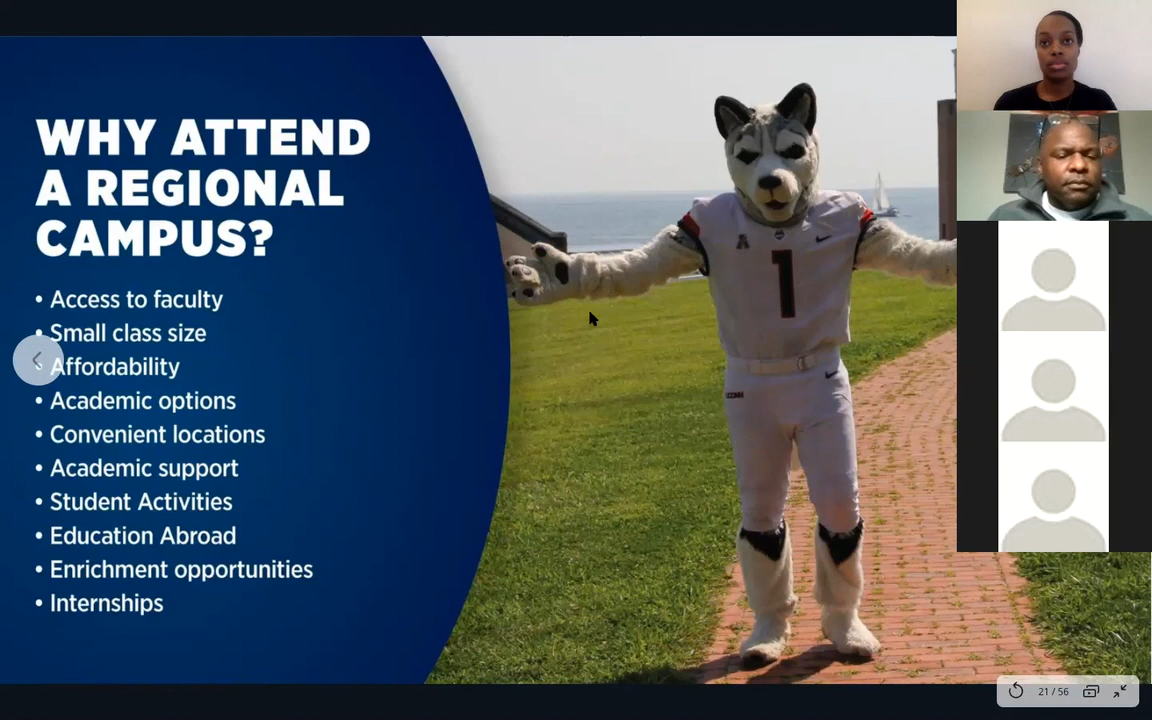 WHY ATTEND
A REGIONAL
CAMPUS?
• Access to faculty
• Small class size
• Affordability
• Academic options
• Convenient locations
• Academic support
• Student Activities
• Education Abroad
• Enrichment opportunities
• Internships
1
UCONN
21 / 56